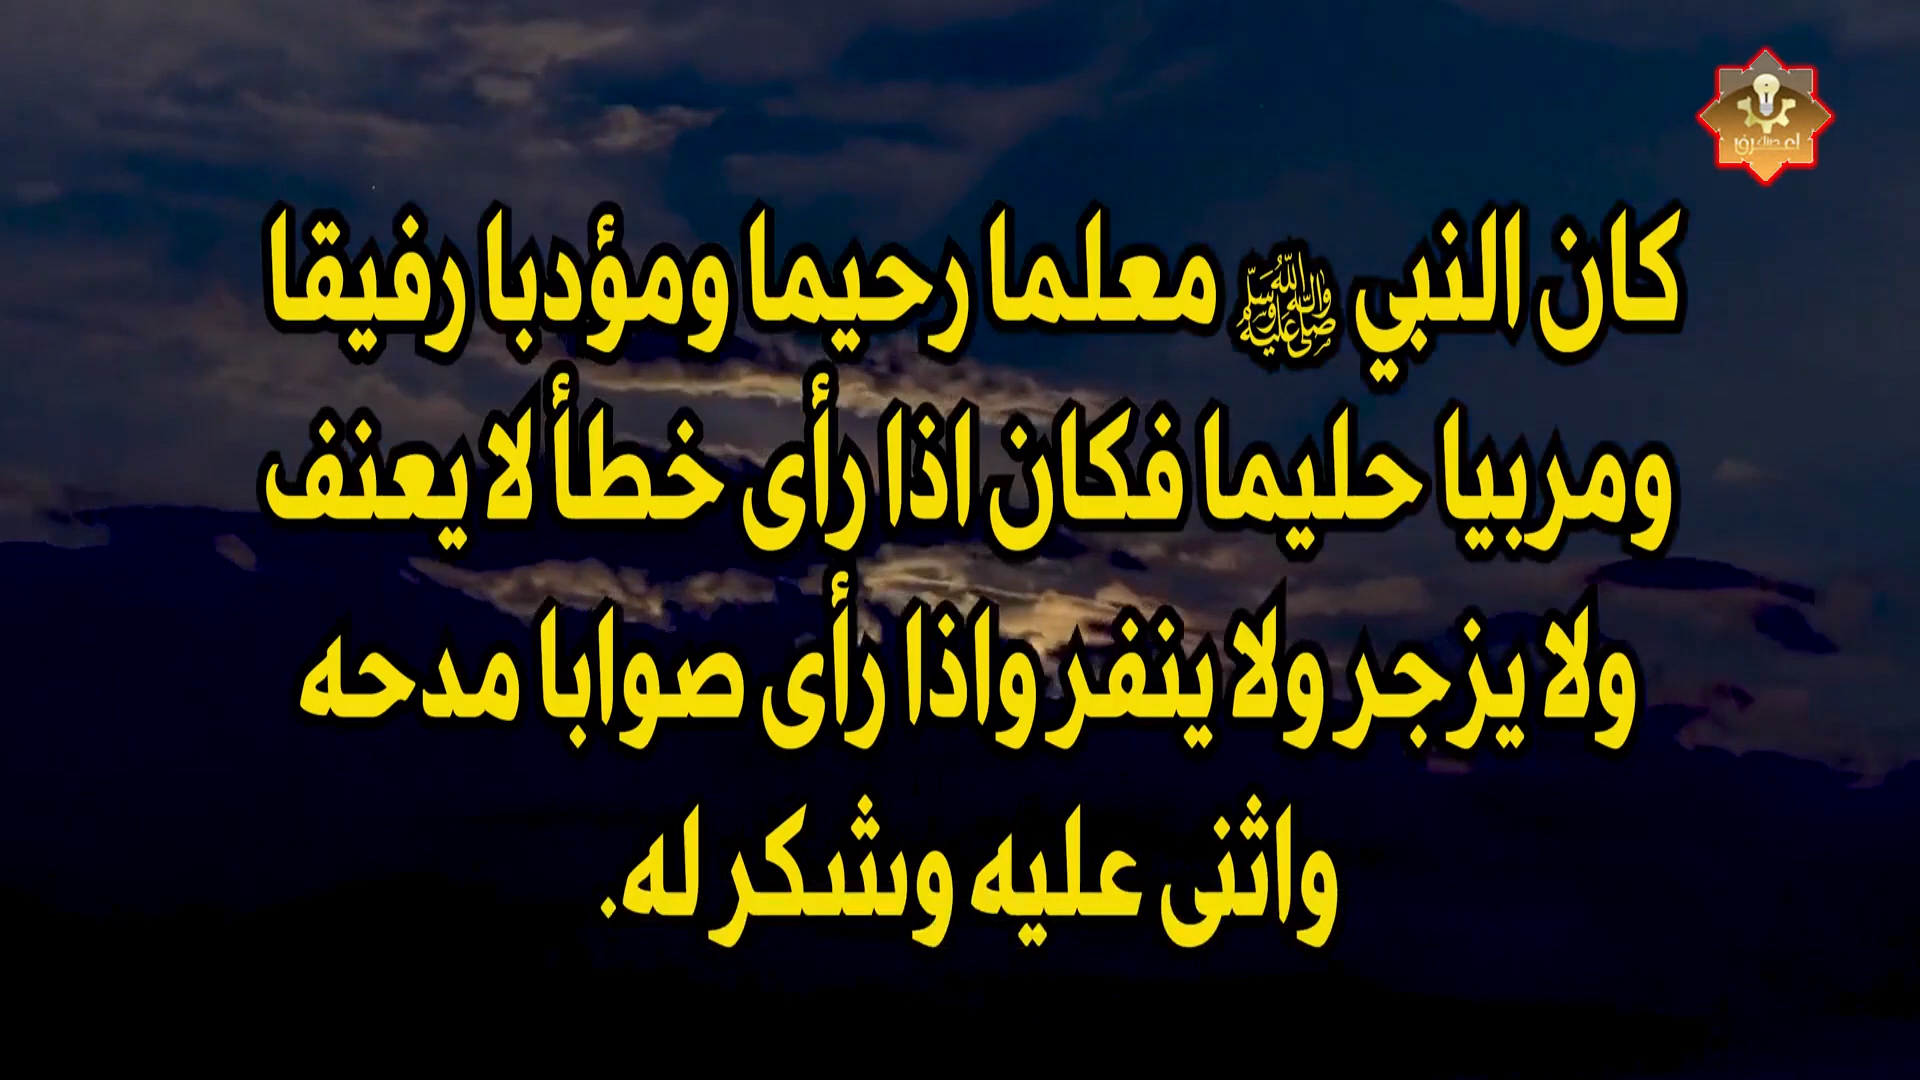 كان النبي ﷺ معلما رحيما ومؤدبا رفيقا
ومربيا حليما فكان اذا رأى خطأ لا يعنف
ولا يزجر ولا ينفر واذا رأى صوابا مدحه
واثنى عليه وشكر له.